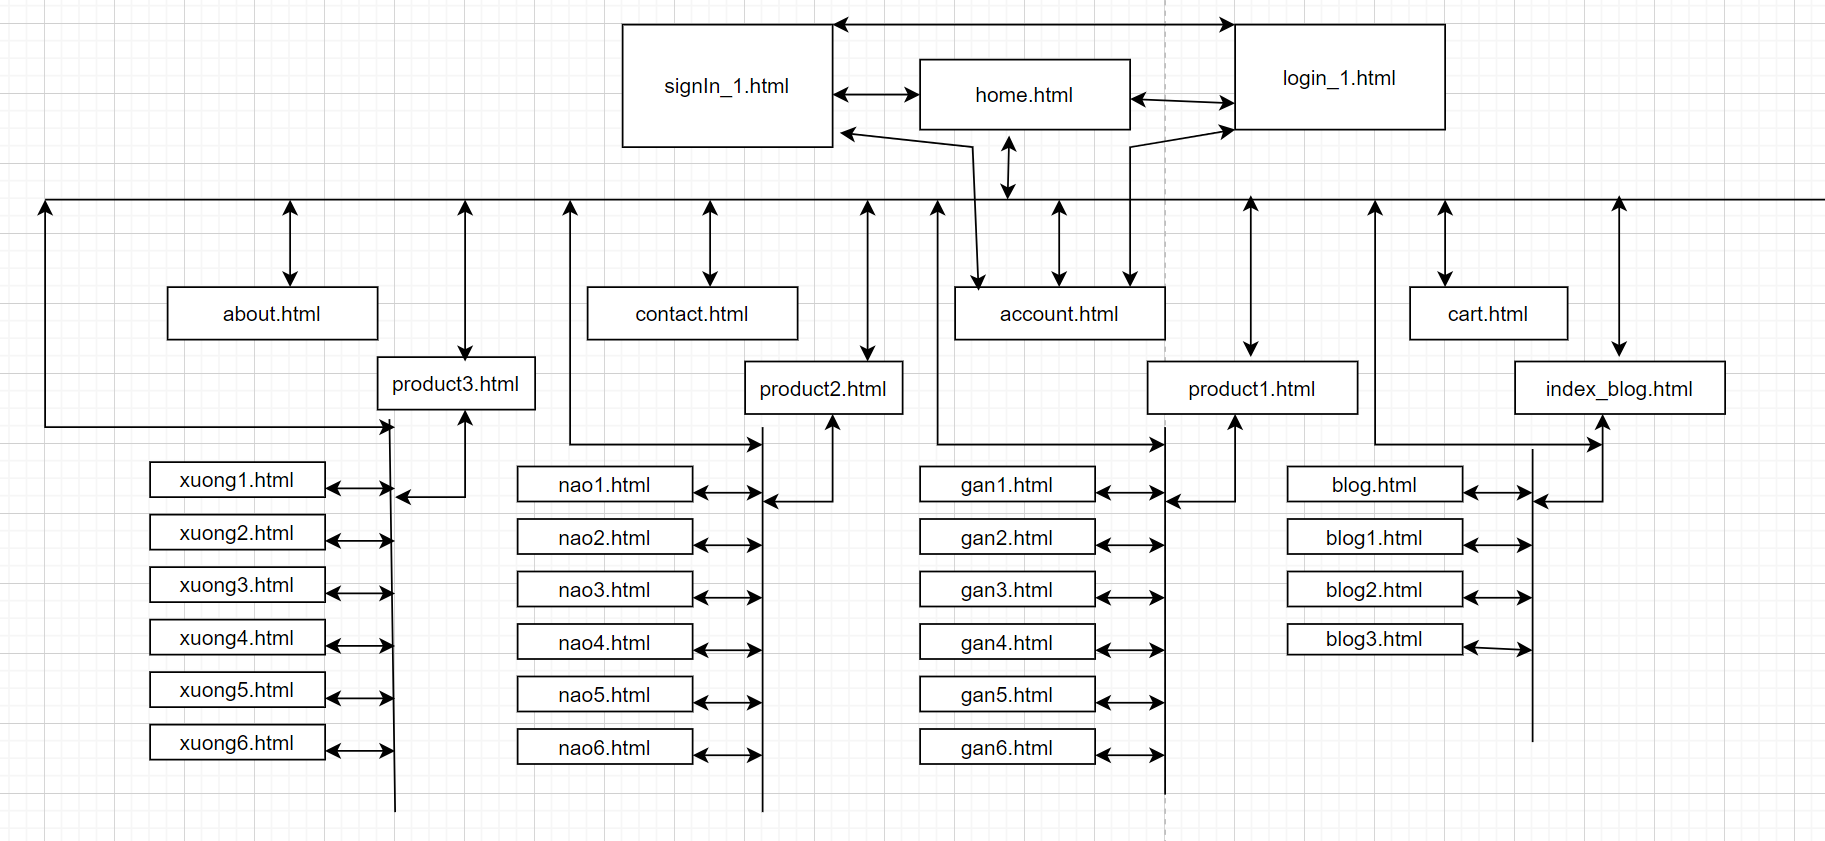 signIn_1.html
home.html
login_1.html
about.html
contact.html
account.html
cart.html
product3.html
product2.html
product1.html
index_blog.html
xuong1.html
nao1.html
gan1.html
blog.html
xuong2.html
nao2.html
gan2.html
blog1.html
xuong3.html
nao3.html
gan3.html
blog2.html
xuong4.html
nao4.html
gan4.html
blog3.html
xuong5.html
nao5.html
gan5.html
xuong6.html
nao6.html
gan6.html